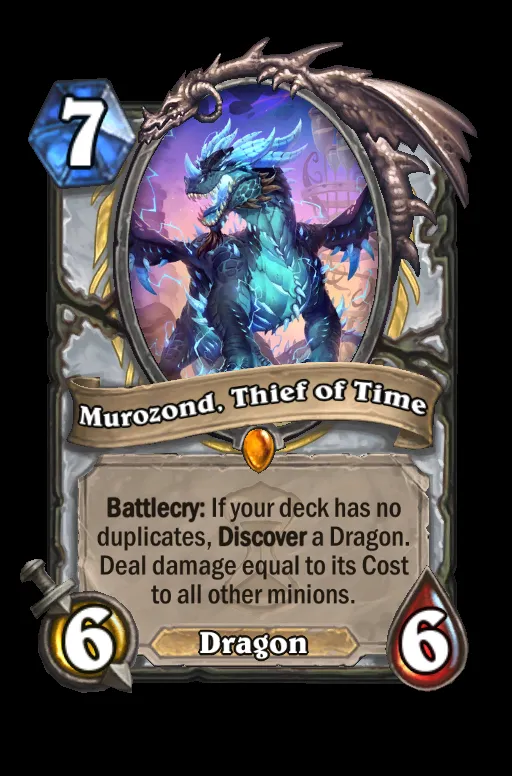 7
Murozond, Thief of Time
Battlecry: If your deck has no
duplicates, Discover a Dragon.
Deal damage equal to its Cost
to all other minions.
6
Dragon
6